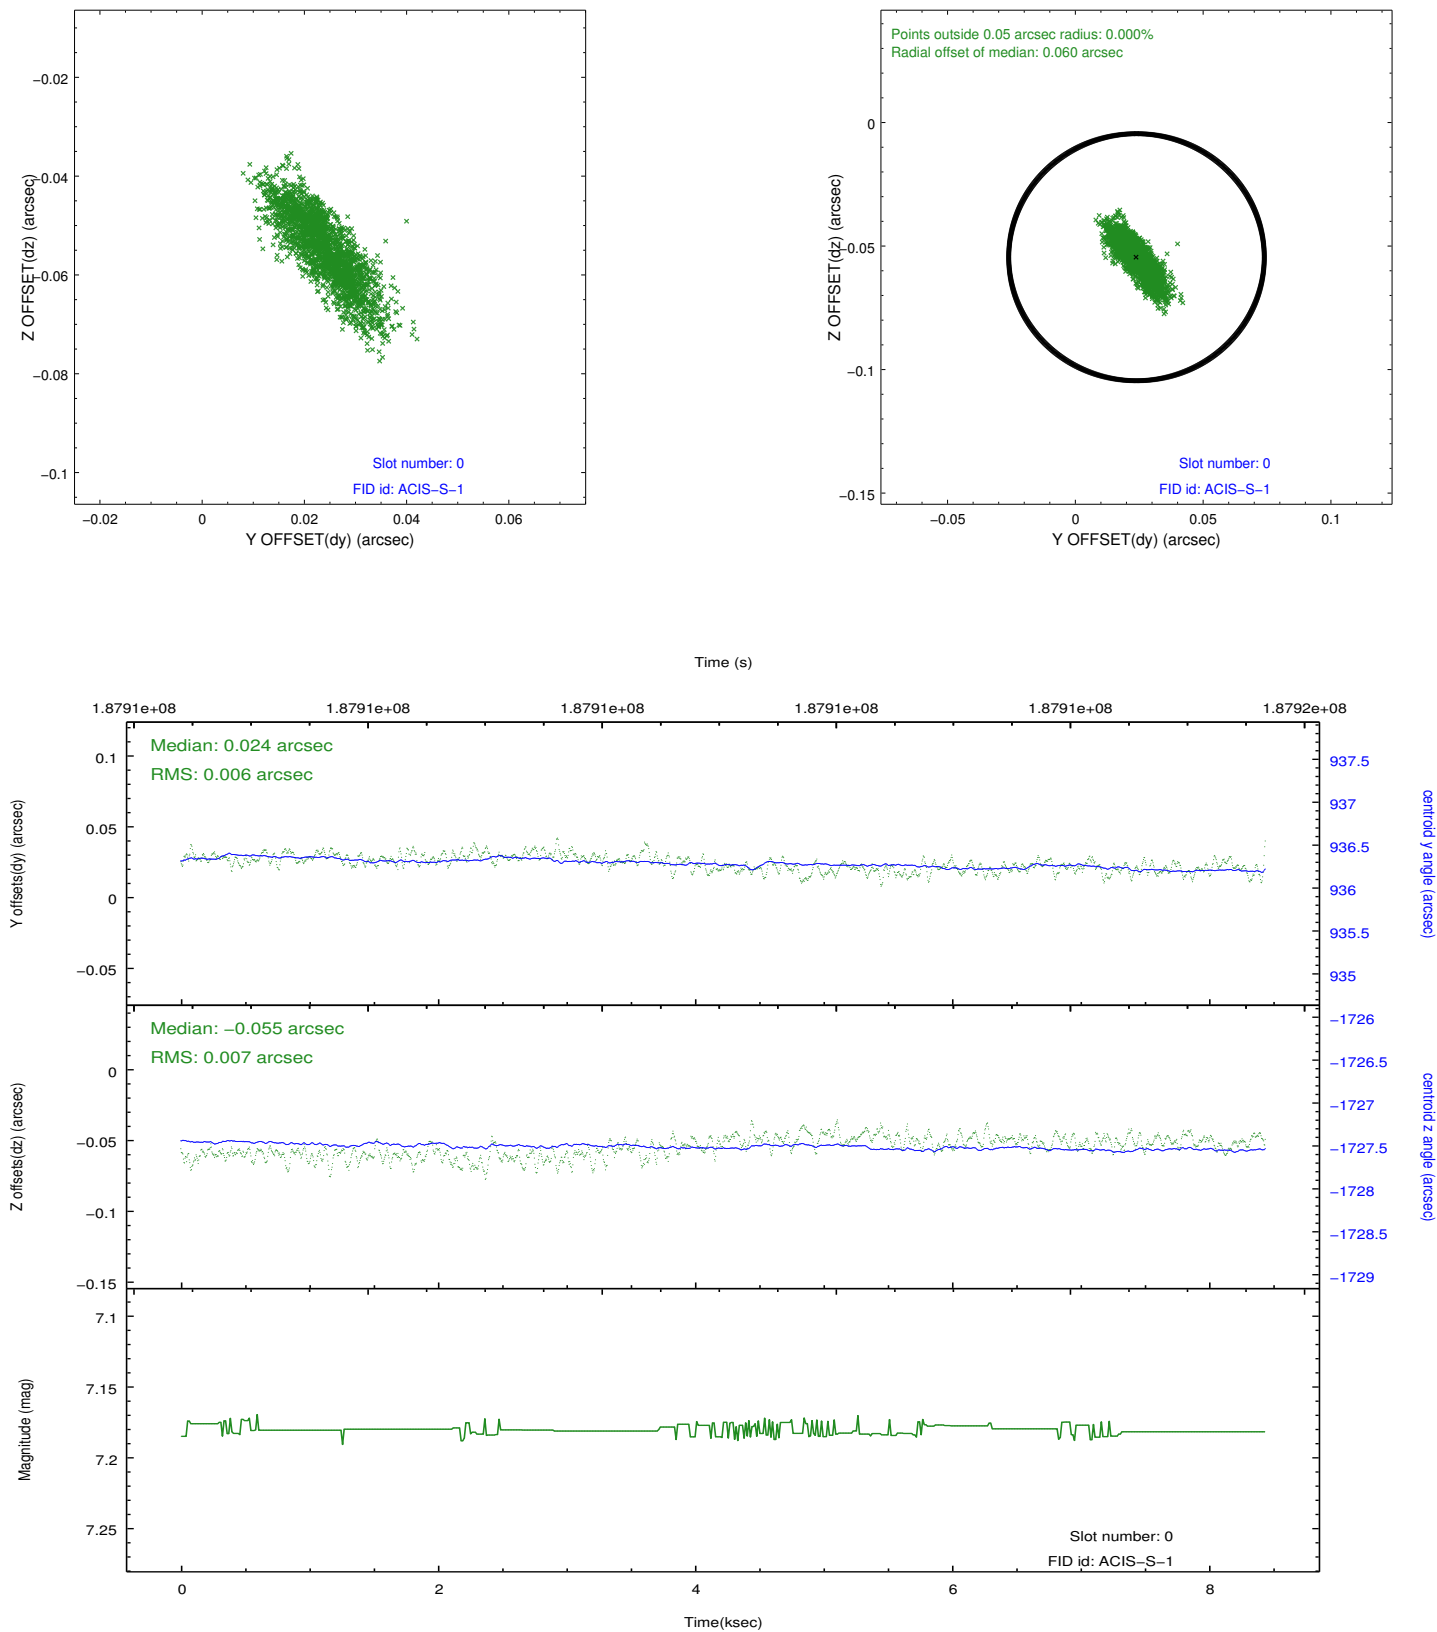 −0.02
−0.04
−0.06
−0.08
−0.1
Z OFFSET(dz) (arcsec)
Slot number: 0
FID id: ACIS−S−1
−0.02 0 0.02 0.04 0.06
Y OFFSET(dy) (arcsec)
Points outside 0.05 arcsec radius: 0.000%
Radial offset of median: 0.060 arcsec
0
−0.05
−0.1
−0.15
Z OFFSET(dz) (arcsec)
Slot number: 0
FID id: ACIS−S−1
−0.05 0 0.05 0.1
Y OFFSET(dy) (arcsec)
Time (s)
1.8791e+08 1.8791e+08 1.8791e+08 1.8791e+08 1.8791e+08 1.8792e+08
Median: 0.024 arcsec
RMS: 0.006 arcsec
0.1
0.05
0
−0.05
Y offsets(dy) (arcsec)
937.5
937
936.5
936
935.5
935
centroid y angle (arcsec)
Median: −0.055 arcsec
RMS: 0.007 arcsec
0
−0.05
−0.1
−0.15
Z offsets(dz) (arcsec)
−1726
−1726.5
−1727
−1727.5
−1728
−1728.5
−1729
centroid z angle (arcsec)
7.1
7.15
7.2
7.25
Magnitude (mag)
Slot number: 0
FID id: ACIS−S−1
0 2 4 6 8
Time(ksec)